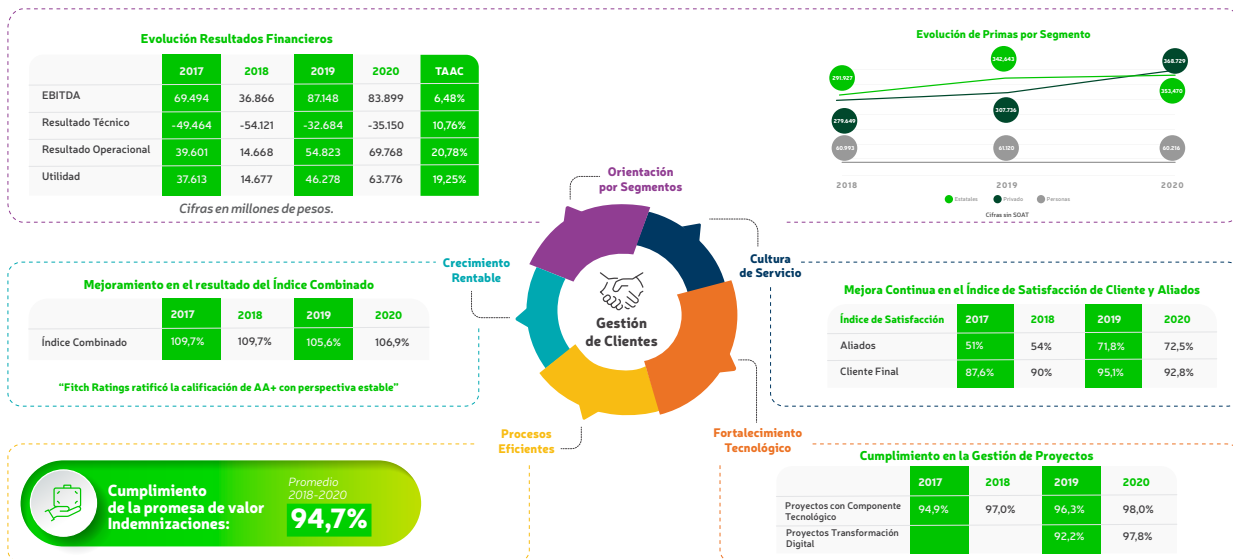 Evolución Resultados Financieros
2017 2018 2019 2020 TAAC
EBITDA 69.494 36.866 87.148 83.899 6,48%
Resultado Técnico -49.464 -54.121 -32.684 -35.150 10,76%
Resultado Operacional 39.601 14.668 54.823 69.768 20,78%
Utilidad 37.613 14.677 46.278 63.776 19,25%
Cifras en millones de pesos.
Evolución de Primas por Segmento
291.927
342,643
368.729
279.649
307.736
353,470
60.993
61.120
60.216
2018 2019 2020
Estatales Privado Personas
Cifras sin SOAT
Orientación
por Segmentos
Crecimiento
Rentable
Cultura
de Servicio
Gestión
de Clientes
Procesos
Eficientes
Fortalecimiento
Tecnológico
Mejoramiento en el resultado del Índice Combinado
2017 2018 2019 2020
Índice Combinado 109,7% 109,7% 105,6% 106,9%
“Fitch Ratings ratificó la calificación de AA+ con perspectiva estable”
Mejora Continua en el Índice de Satisfacción de Cliente y Aliados
Índice de Satisfacción 2017 2018 2019 2020
Aliados 51% 54% 71,8% 72,5%
Cliente Final 87,6% 90% 95,1% 92,8%
Cumplimiento
de la promesa de valor
Indemnizaciones:
Promedio
2018-2020
94,7%
Cumplimiento en la Gestión de Proyectos
2017 2018 2019 2020
Proyectos con Componente
Tecnológico 94,9% 97,0% 96,3% 98,0%
Proyectos Transformación
Digital 92,2% 97,8%